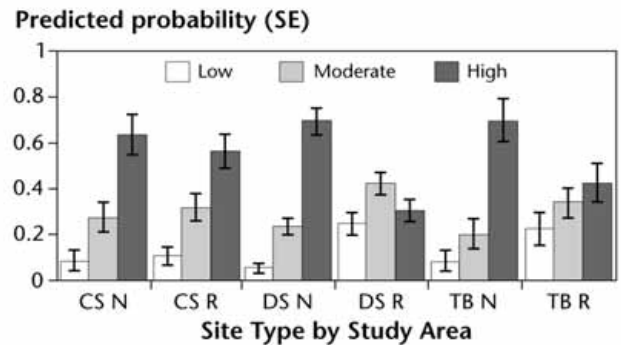 Predicted probability (SE)
1
Low Moderate High
0.8
0.6
0.4
0.2
0
CS N CS R DS N DS R TB N TB R
Site Type by Study Area